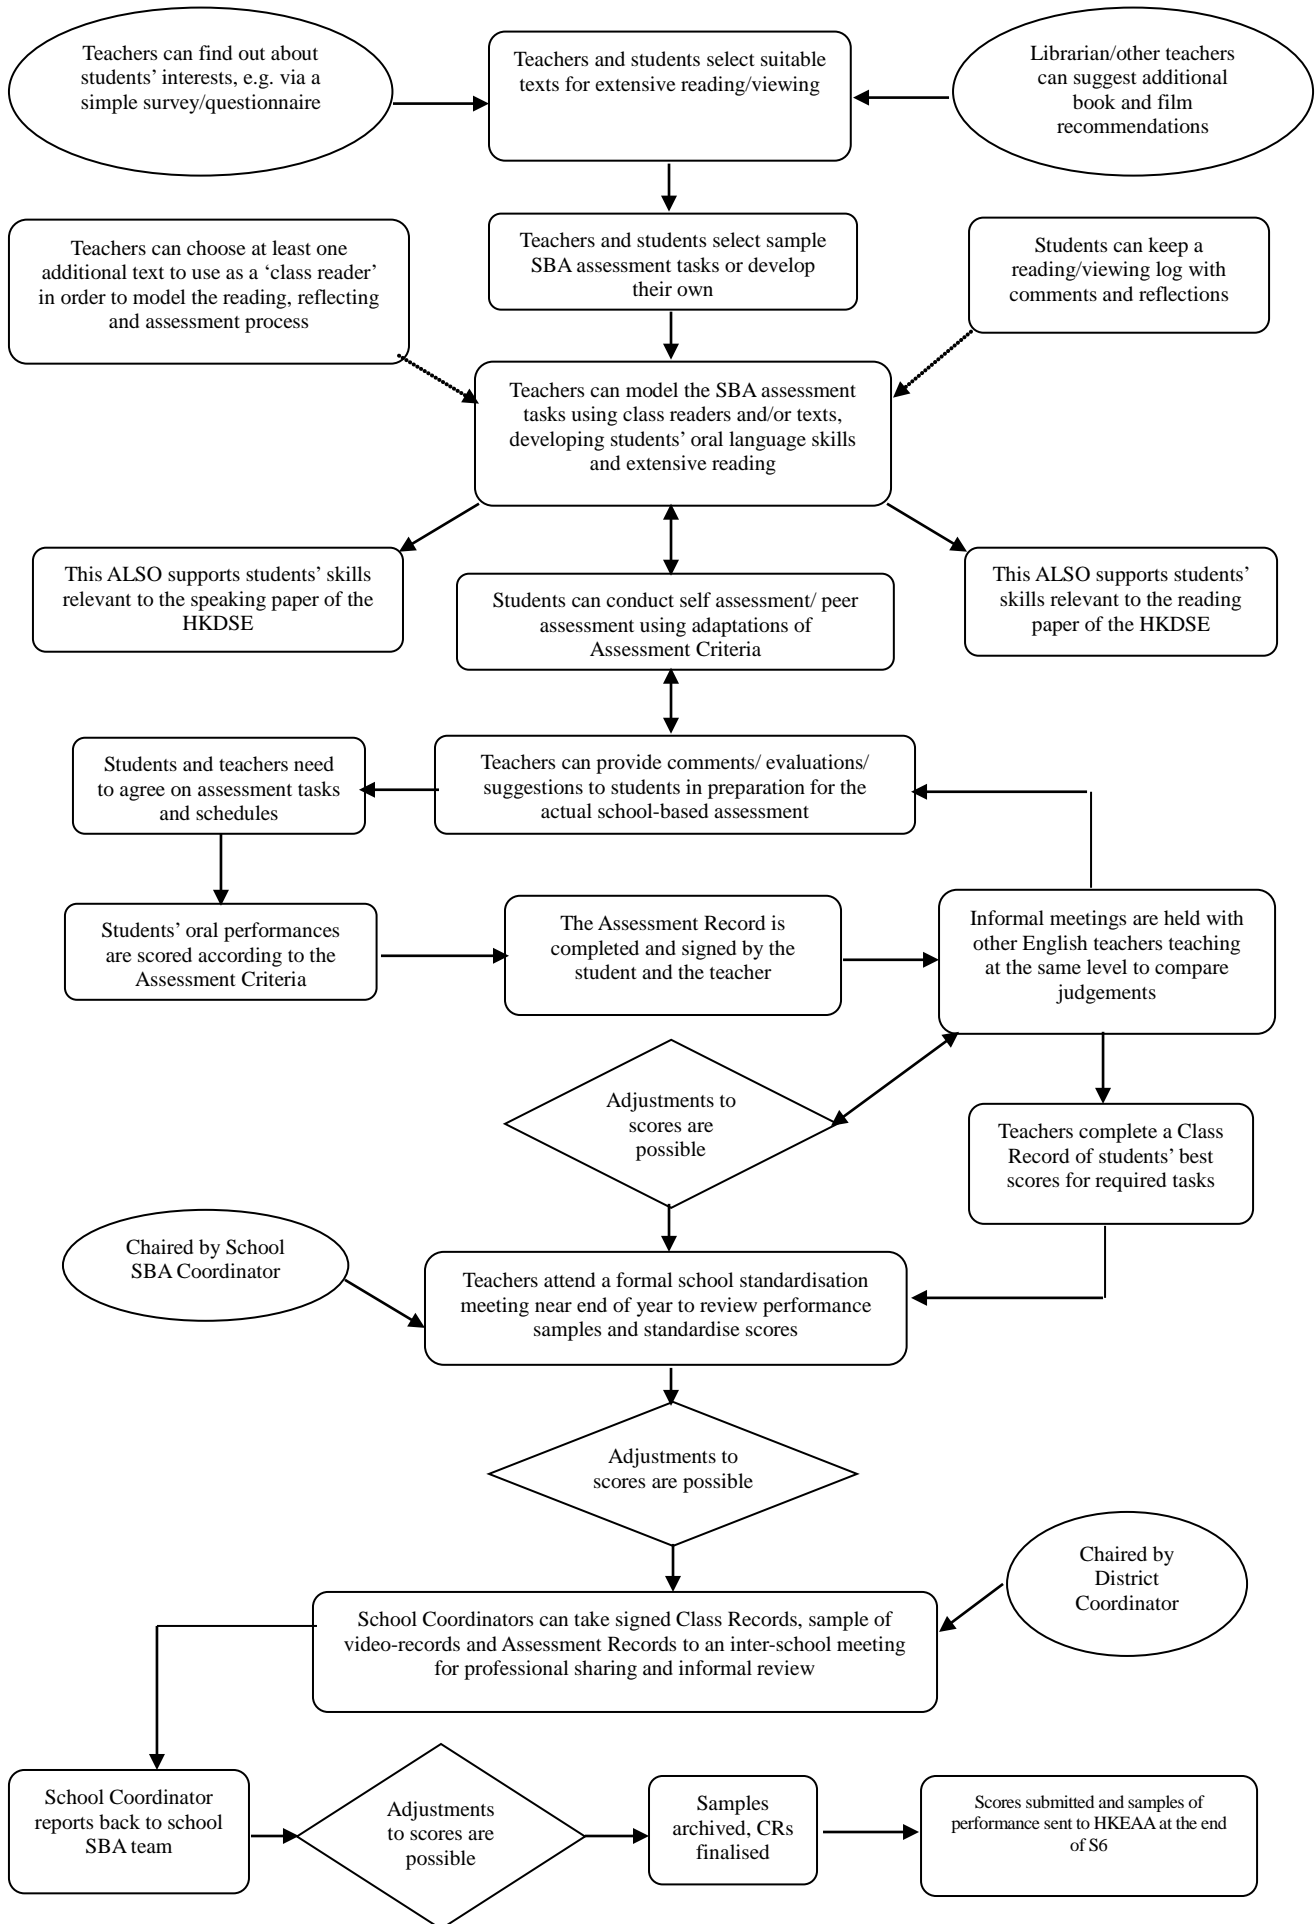 Teachers can find out about
students' interests, e.g. via a
simple survey/questionnaire
Teachers and students select suitable
texts for extensive reading/viewing
Librarian/other teachers
can suggest additional
book and film
recommendations
Teachers can choose at least one
additional text to use as a 'class reader'
in order to model the reading, reflecting
and assessment process
Teachers and students select sample
SBA assessment tasks or develop
their own
Students can keep a
reading/viewing log with
comments and reflections
Teachers can model the SBA assessment
tasks using class readers and/or texts,
developing students' oral language skills
and extensive reading
This ALSO supports students' skills
relevant to the speaking paper of the
HKDSE
Students can conduct self assessment/ peer
assessment using adaptations of
Assessment Criteria
This ALSO supports students'
skills relevant to the reading
paper of the HKDSE
Students and teachers need
to agree on assessment tasks
and schedules
Teachers can provide comments/ evaluations/
suggestions to students in preparation for the
actual school-based assessment
Students' oral performances
are scored according to the
Assessment Criteria
The Assessment Record is
completed and signed by the
student and the teacher
Informal meetings are held with
other English teachers teaching
at the same level to compare
judgements
Adjustments to
scores are
possible
Teachers complete a Class
Record of students' best
scores for required tasks
Chaired by School
SBA Coordinator
Teachers attend a formal school standardisation
meeting near end of year to review performance
samples and standardise scores
Adjustments to
scores are possible
Chaired by
District
Coordinator
School Coordinators can take signed Class Records, sample of
video-records and Assessment Records to an inter-school meeting
for professional sharing and informal review
School Coordinator
reports back to school
SBA team
Adjustments
to scores are
possible
Samples
archived, CRs
finalised
Scores submitted and samples of
performance sent to HKEAA at the end
of S6